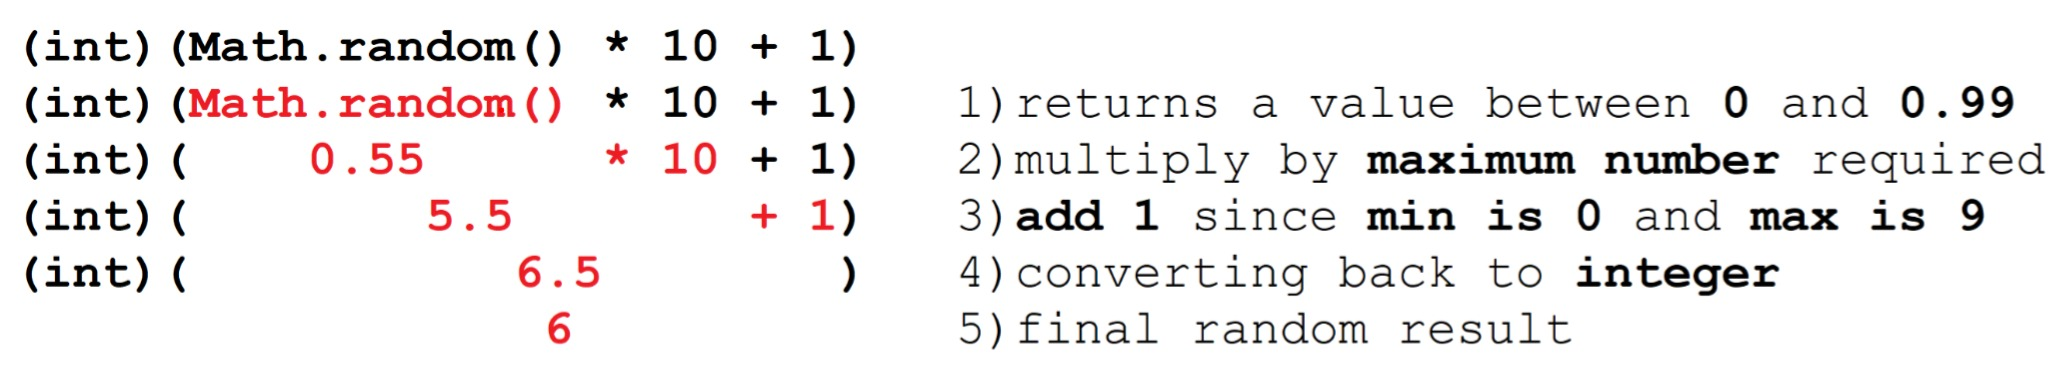 (int)(Math.random() * 10 + 1)
(int)(Math.random() * 10 + 1) 1)returns a value between 0 and 0.99
(int)( 0.55 * 10 + 1) 2)multiply by maximum number required
(int)( 5.5 + 1) 3)add 1 since min is 0 and max is 9
(int)( 6.5 ) 4)converting back to integer
6 5)final random result